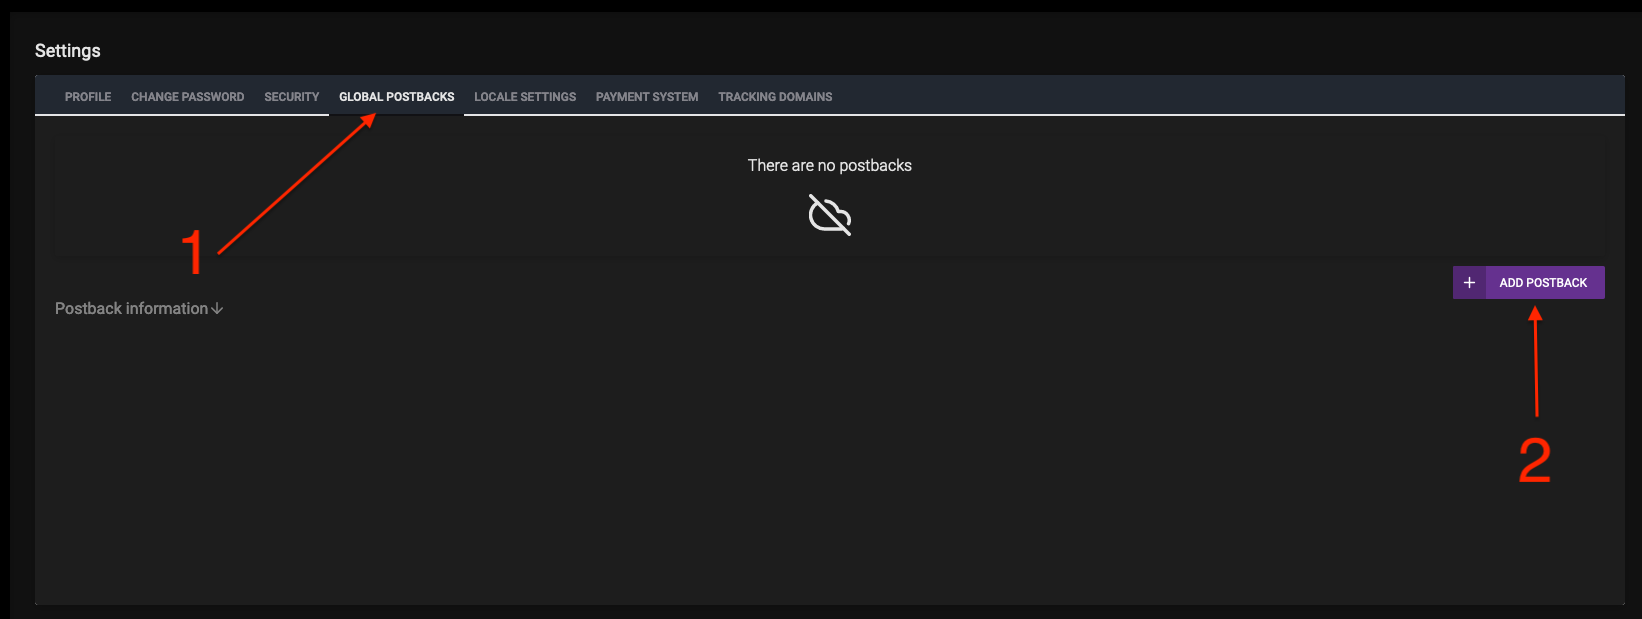 Settings
PROFILE CHANGE PASSWORD SECURITY GLOBAL POSTBACKS LOCALE SETTINGS PAYMENT SYSTEM TRACKING DOMAINS
There are no postbacks
1
+ ADD POSTBACK
Postback information↓
2